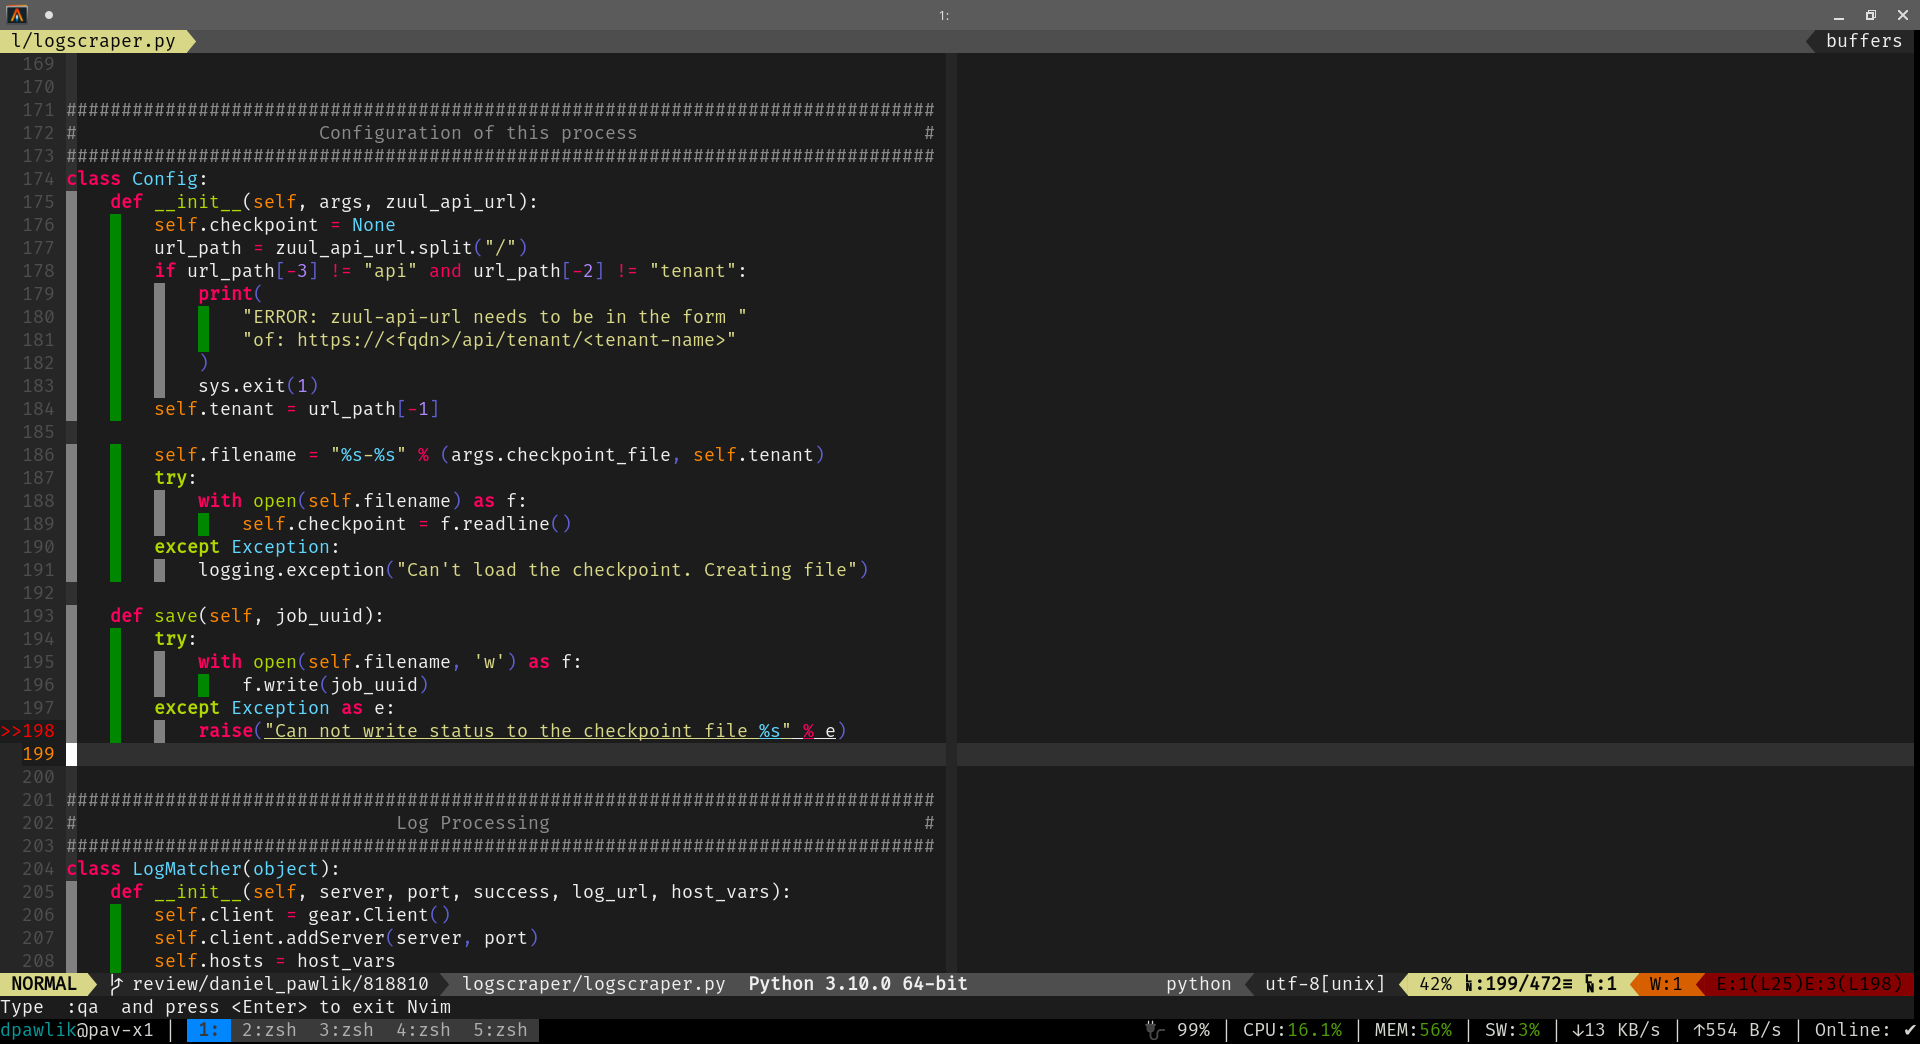 1:
l/logscraper.py buffers
169
170
171 ###############################################################################
172 #                      Configuration of this process                          #
173 ###############################################################################
174 class Config:
175     def __init__(self, args, zuul_api_url):
176         self.checkpoint = None
177         url_path = zuul_api_url.split("/")
178         if url_path[-3] != "api" and url_path[-2] != "tenant":
179             print(
180                 "ERROR: zuul-api-url needs to be in the form "
181                 "of: https://<fqdn>/api/tenant/<tenant-name>"
182             )
183             sys.exit(1)
184         self.tenant = url_path[-1]
185
186         self.filename = "%s-%s" % (args.checkpoint_file, self.tenant)
187         try:
188             with open(self.filename) as f:
189                 self.checkpoint = f.readline()
190         except Exception:
191             logging.exception("Can't load the checkpoint. Creating file")
192
193     def save(self, job_uuid):
194         try:
195             with open(self.filename, 'w') as f:
196                 f.write(job_uuid)
197         except Exception as e:
>>198             raise("Can not write status to the checkpoint file %s" % e)
199
200
201 ###############################################################################
202 #                             Log Processing                                  #
203 ###############################################################################
204 class LogMatcher(object):
205     def __init__(self, server, port, success, log_url, host_vars):
206         self.client = gear.Client()
207         self.client.addServer(server, port)
208         self.hosts = host_vars
NORMAL review/daniel_pawlik/818810 logscraper/logscraper.py Python 3.10.0 64-bit python utf-8[unix] 42% :199/472≡ :1 W:1 E:1(L25)E:3(L198)
Type  :qa  and press <Enter> to exit Nvim
dpawlik@pav-x1 | 1: 2:zsh 3:zsh 4:zsh 5:zsh 99% | CPU:16.1% | MEM:56% | SW:3% | ↓13 KB/s | ↑554 B/s | Online: ✔